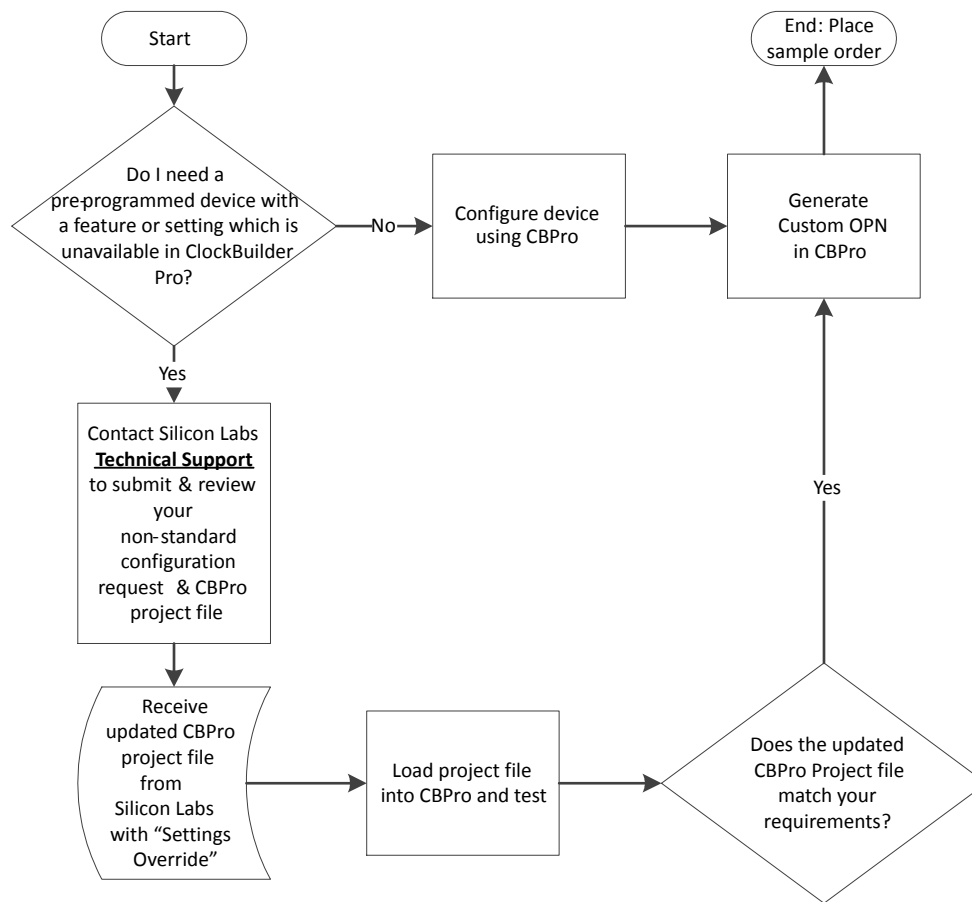 Start
End: Place
sample order
Do I need a
pre-programmed device with
a feature or setting which is
unavailable in ClockBuilder
Pro?
No
Configure device
using CBPro
Generate
Custom OPN
in CBPro
Yes
Contact Silicon Labs
Technical Support
to submit & review
your
non-standard
configuration
request & CBPro
project file
Yes
Receive
updated CBPro
project file
from
Silicon Labs
with “Settings
Override”
Load project file
into CBPro and test
Does the updated
CBPro Project file
match your
requirements?